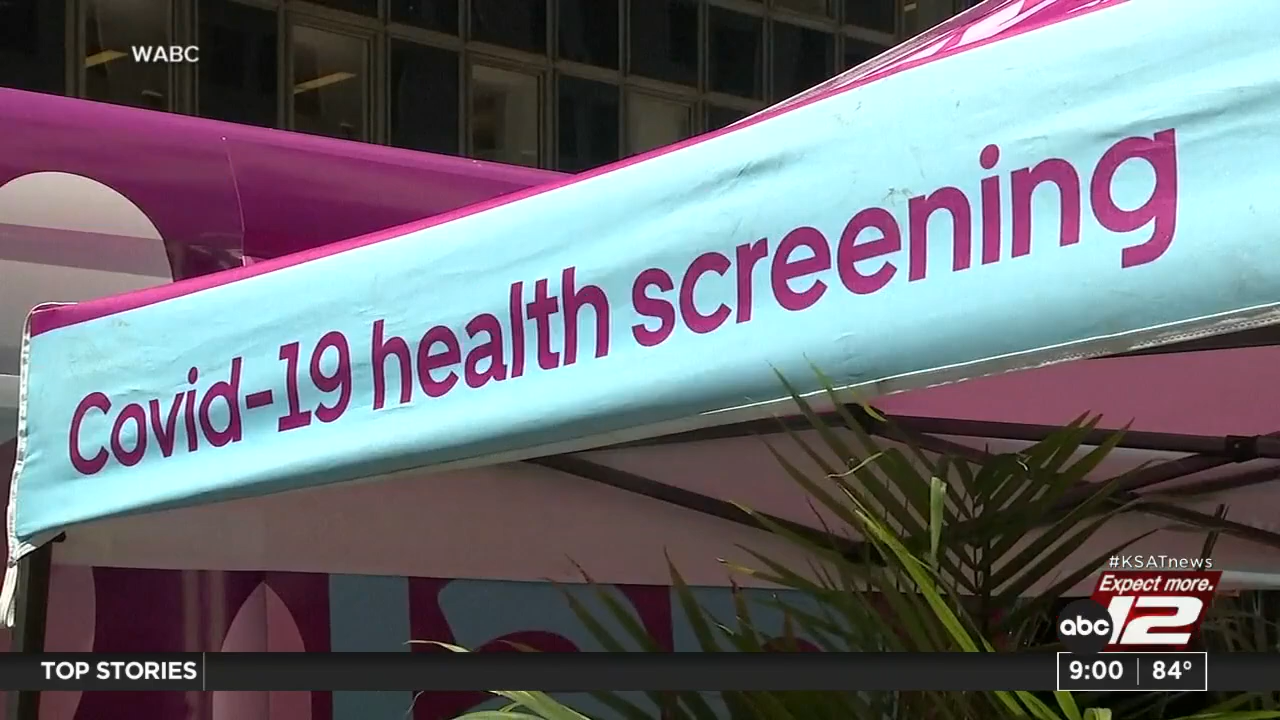 WABC
Covid-19 health screening
#KSATnews
Expect more.
abc 12
TOP STORIES
9:00 84°